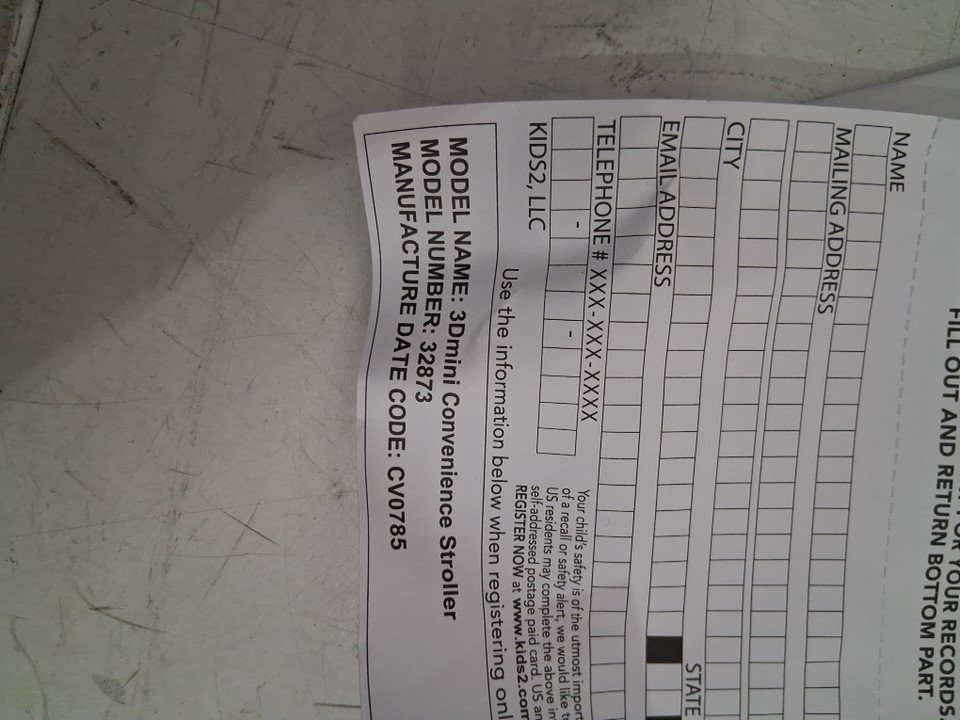 FOR YOUR RECORDS.
FILL OUT AND RETURN BOTTOM PART.
NAME
MAILING ADDRESS
CITY
STATE
EMAIL ADDRESS
TELEPHONE # XXX-XXX-XXXX
- -
KIDS2, LLC
Your child's safety is of the utmost
of a recall or safety alert, we would like
US residents may complete the above
self-addressed postage paid card. US
REGISTER NOW at www.kids2.com
Use the information below when registering
MODEL NAME: 3Dmini Convenience Stroller
MODEL NUMBER: 32873
MANUFACTURE DATE CODE: CV0785